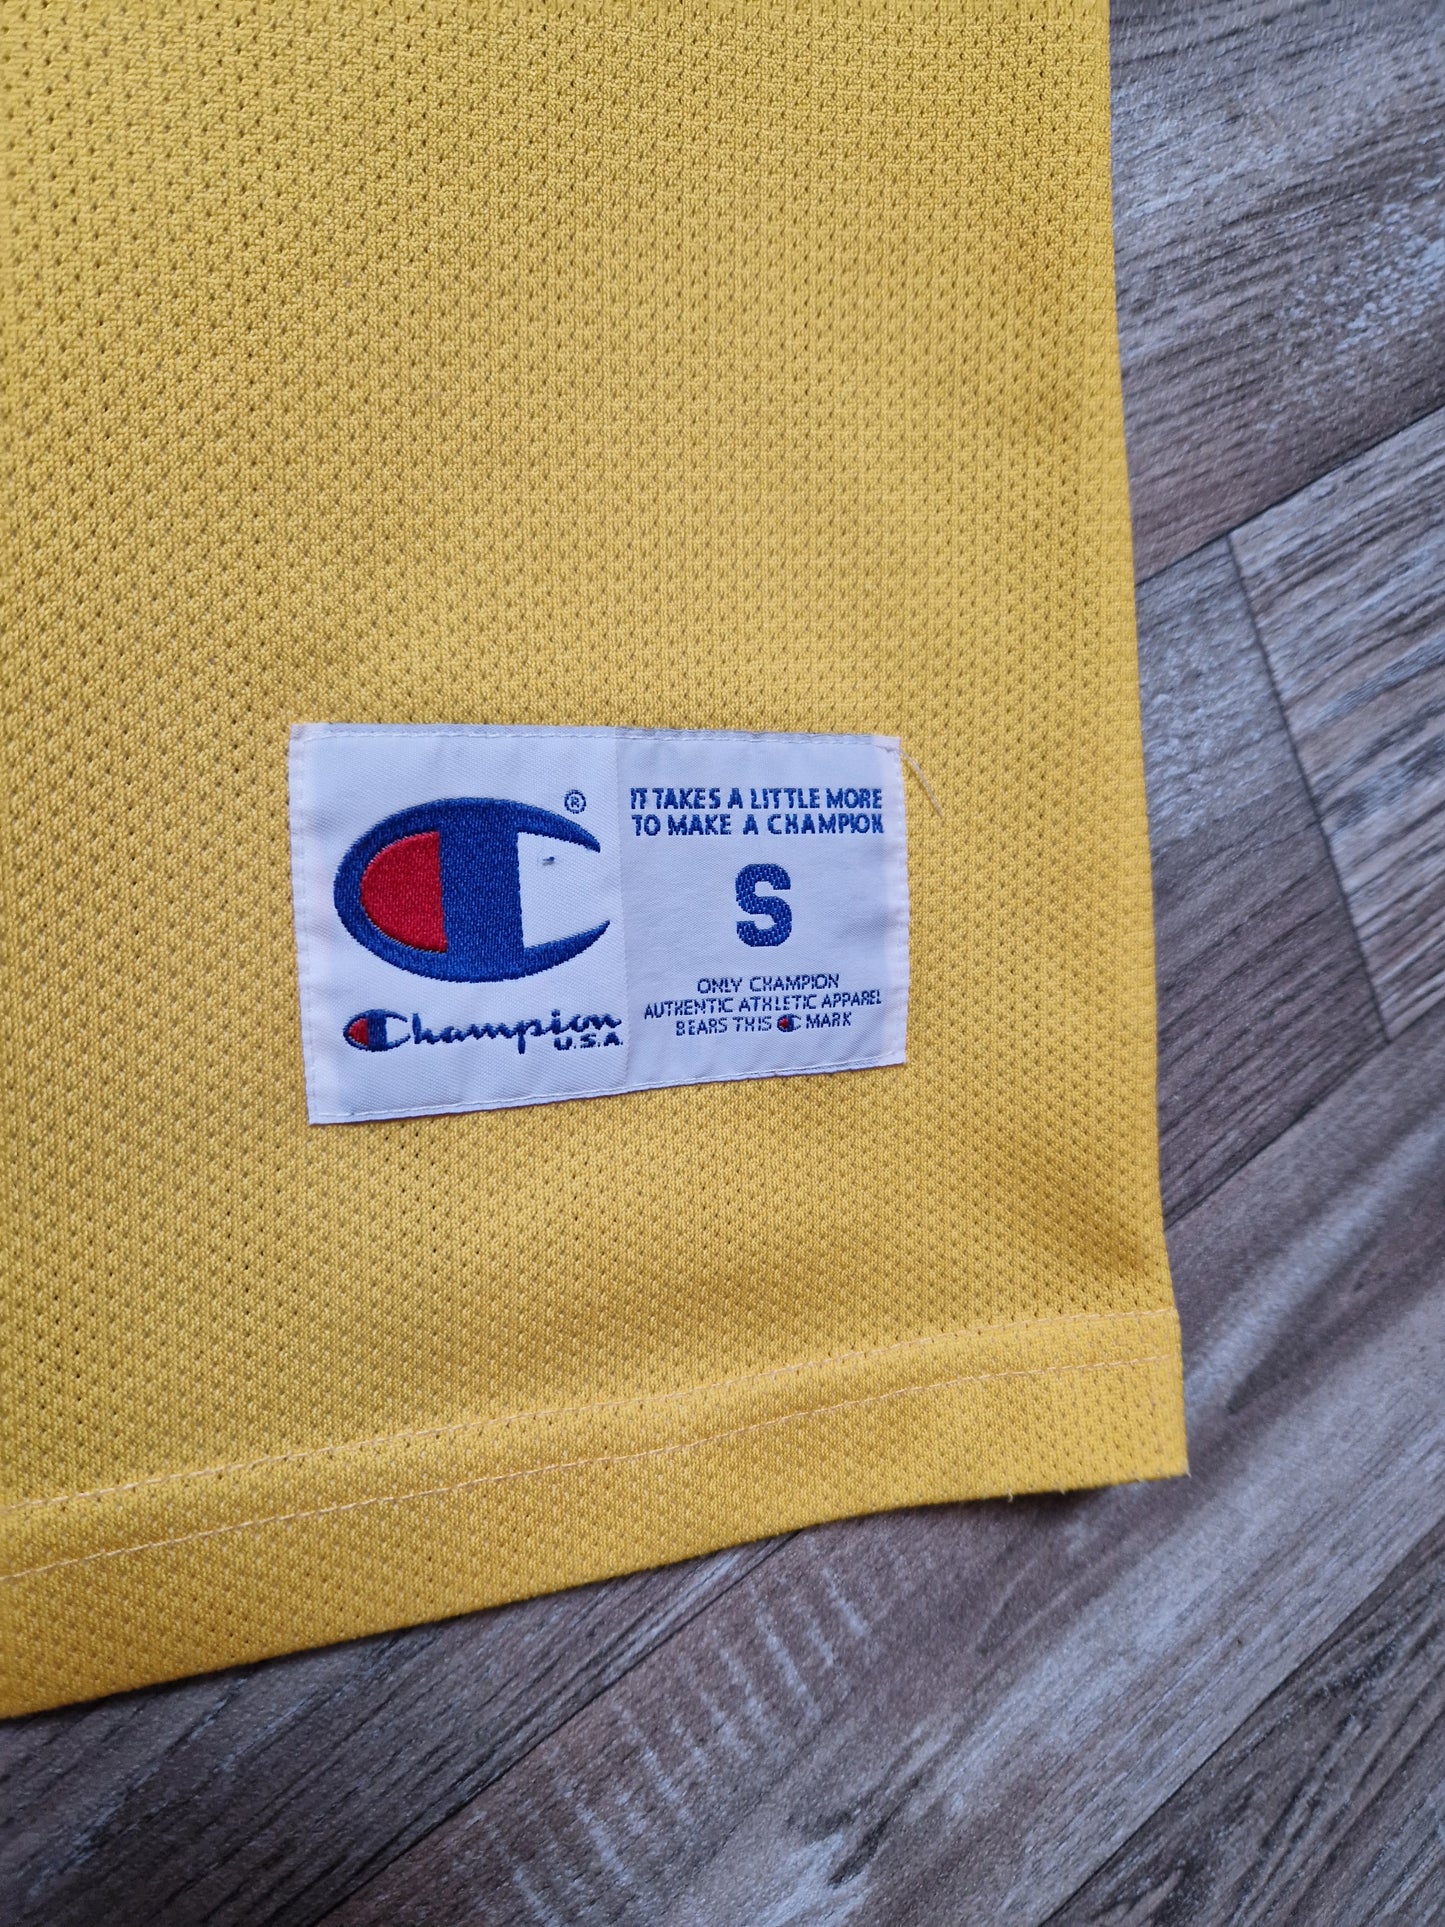 ®
Champion
U.S.A.
IT TAKES A LITTLE MORE
TO MAKE A CHAMPION
S
ONLY CHAMPION
AUTHENTIC ATHLETIC APPAREL
BEARS THIS C MARK